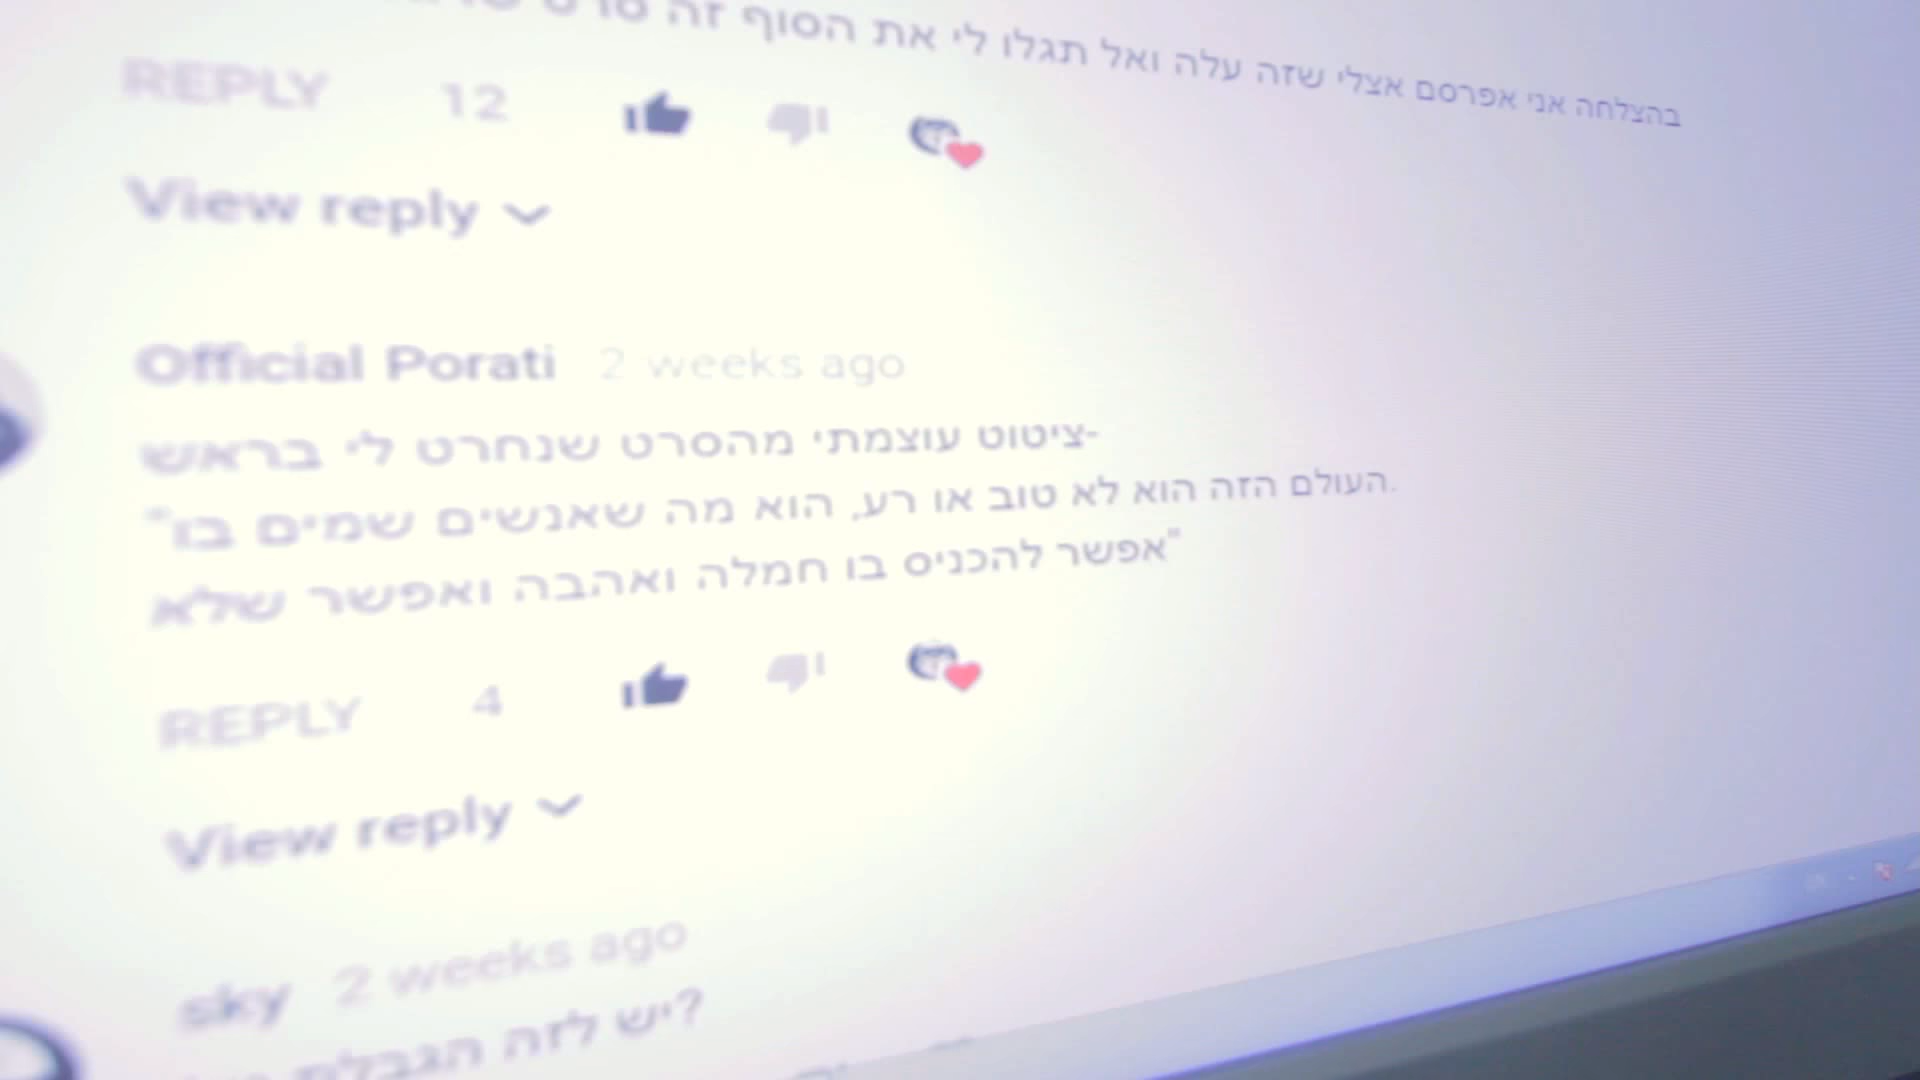 בהצלחה אני אפרסם אצלי שזה עלה ואל תגלו לי את הסוף זה סרט
REPLY 12
View reply
Official Porati 2 weeks ago
ציטוט עוצמתי מהסרט שנחרט לי בראש-
"העולם הזה הוא לא טוב או רע, הוא מה שאנשים שמים בו.
אפשר להכניס בו חמלה ואהבה ואפשר שלא"
REPLY 4
View reply
sky 2 weeks ago
יש לזה הגבלת?